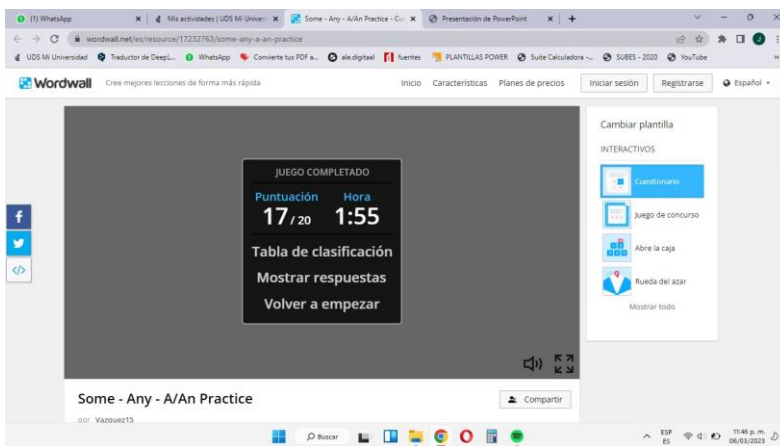 (1) WhatsApp
Mis actividades | UDS Mi Univers
Some - Any - A/An Practice - Cu
Presentación de PowerPoint
wordwall.net/es/resource/17232763/some-any-a-an-practice
UDS Mi Universidad
Traductor de DeepL...
WhatsApp
Convierte tus PDF a...
ale.digitaal
fuentes
PLANTILLAS POWER
Suite Calculadora -...
SUBES - 2020
YouTube
Wordwall
Cree mejores lecciones de forma más rápida
Inicio
Características
Planes de precios
Iniciar sesión
Registrarse
Español
JUEGO COMPLETADO
Puntuación Hora
17/20 1:55
Tabla de clasificación
Mostrar respuestas
Volver a empezar
Cambiar plantilla
INTERACTIVOS
Cuestionario
Juego de concurso
Abre la caja
Rueda del azar
Mostrar todo
Some - Any - A/An Practice
Compartir
por Vazquez15
Buscar
ESP
ES
11:46 p. m.
06/03/2023